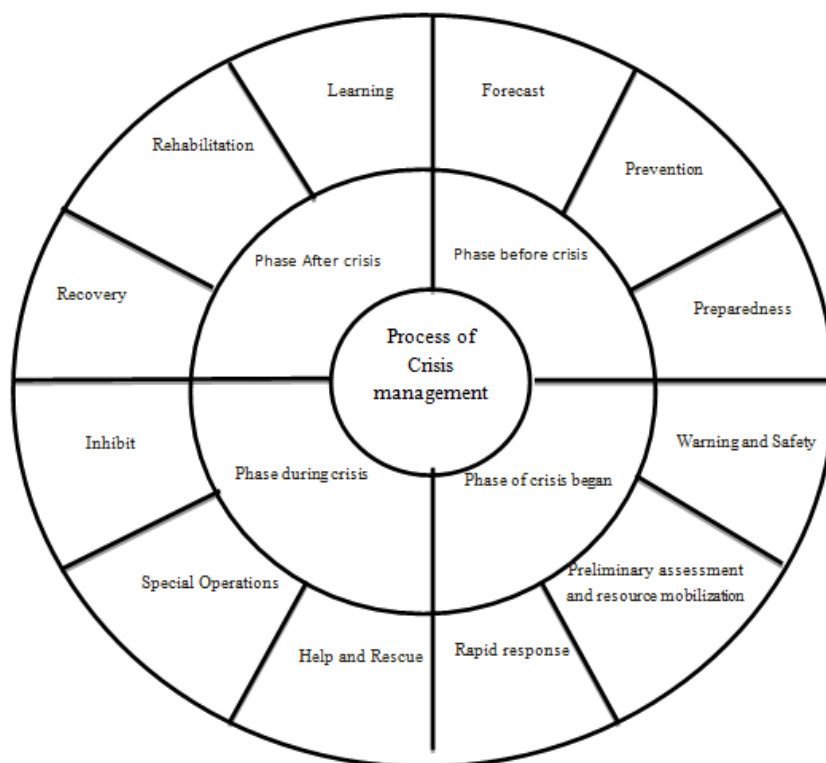 Learning
Forecast
Rehabilitation
Prevention
Phase After crisis
Phase before crisis
Recovery
Preparedness
Process of
Crisis
management
Inhibit
Warning and Safety
Phase during crisis
Phase of crisis began
Special Operations
Preliminary assessment
and resource mobilization
Help and Rescue
Rapid response